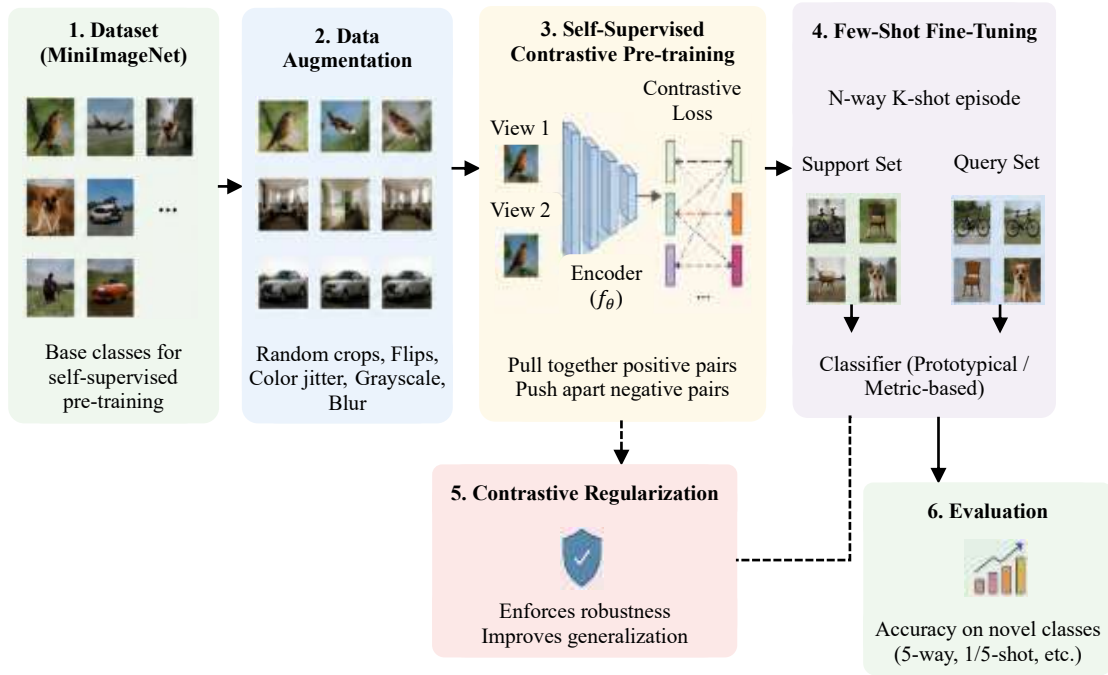 1. Dataset
(MiniImageNet)
...
Base classes for
self-supervised
pre-training
2. Data
Augmentation
Random crops, Flips,
Color jitter, Grayscale,
Blur
3. Self-Supervised
Contrastive Pre-training
Contrastive
Loss
View 1
View 2
Encoder
(fθ)
...
Pull together positive pairs
Push apart negative pairs
4. Few-Shot Fine-Tuning
N-way K-shot episode
Support Set
Query Set
Classifier (Prototypical /
Metric-based)
5. Contrastive Regularization
Enforces robustness
Improves generalization
6. Evaluation
Accuracy on novel classes
(5-way, 1/5-shot, etc.)